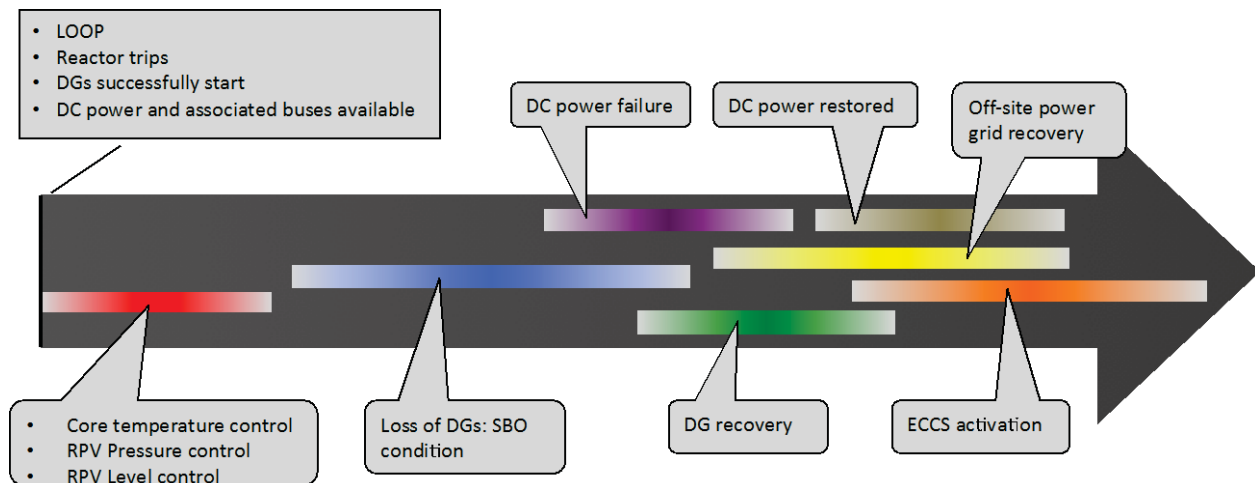 • LOOP
• Reactor trips
• DGs successfully start
• DC power and associated buses available
DC power failure
DC power restored
Off-site power
grid recovery
• Core temperature control
• RPV Pressure control
• RPV Level control
Loss of DGs: SBO
condition
DG recovery
ECCS activation